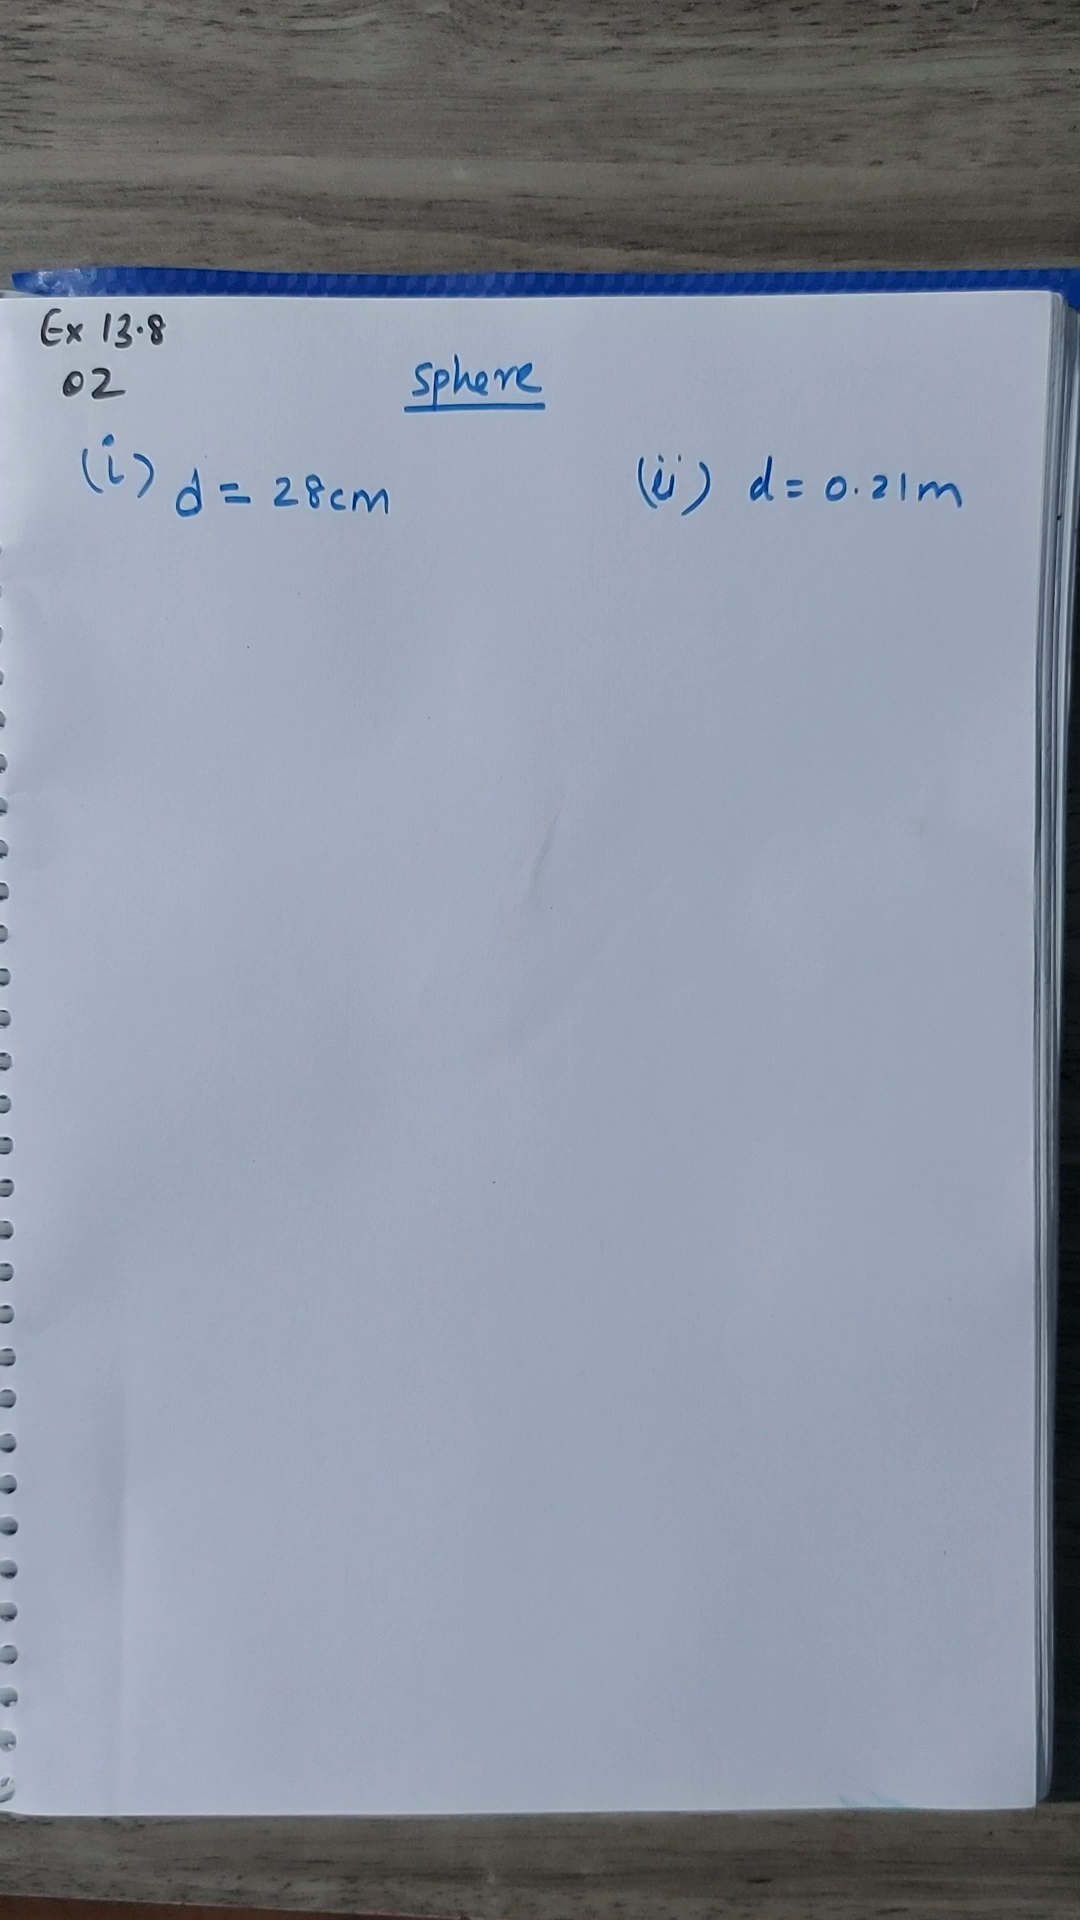 Ex 13.8
02
Sphere
(i) d = 28cm
(ii) d = 0.21m